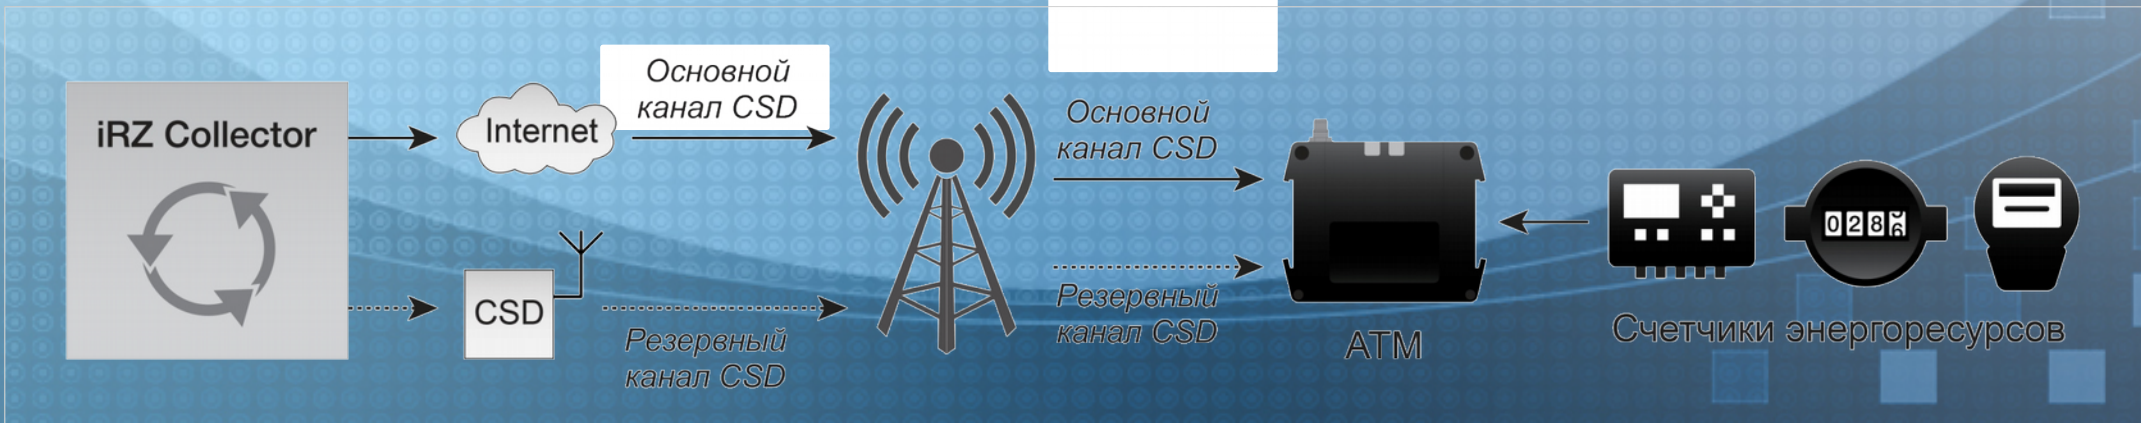 iRZ Collector
Internet
Основной
канал CSD
CSD
Резервный
канал CSD
Основной
канал CSD
Резервный
канал CSD
ATM
028
Счетчики энергоресурсов